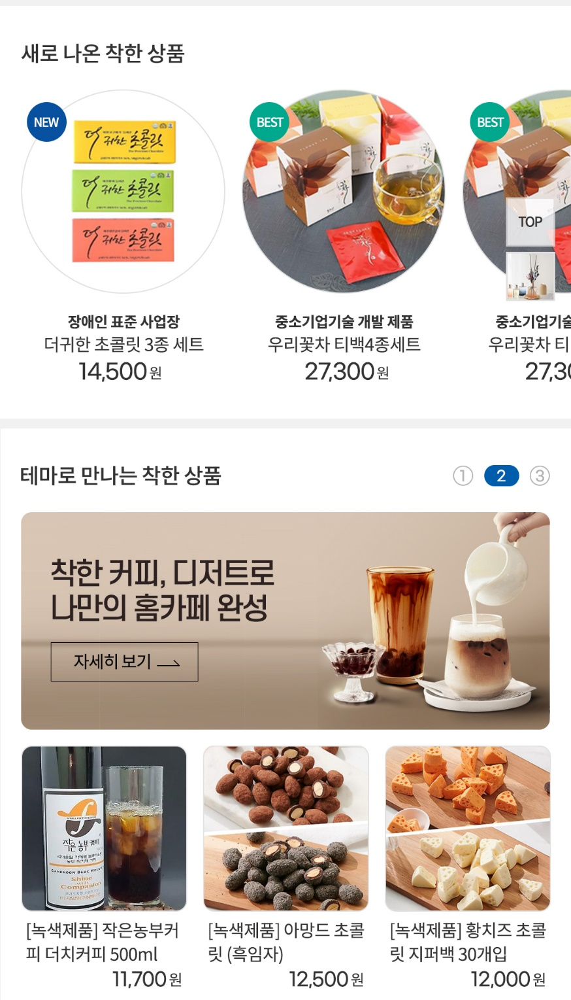 새로 나온 착한 상품
NEW
BEST
BEST
더 귀한 초콜릿
The Precious Chocolate
더 귀한 초콜릿
더 귀한 초콜릿
TOP
장애인 표준 사업장
더귀한 초콜릿 3종 세트
14,500원
중소기업기술 개발 제품
우리꽃차 티백4종세트
27,300원
중소기업기술
우리꽃차 티
27,30
테마로 만나는 착한 상품
1 2 3
착한 커피, 디저트로
나만의 홈카페 완성
자세히 보기
작은 농부 커피
CAMEROON BLUE MOUN
Shine
with
Companion
[녹색제품] 작은농부커
피 더치커피 500ml
11,700원
[녹색제품] 아망드 초콜
릿 (흑임자)
12,500원
[녹색제품] 황치즈 초콜
릿 지퍼백 30개입
12,000원